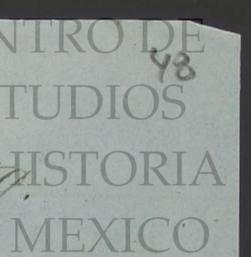 NTRO DE
48
TUDIOS
HISTORIA
MEXICO